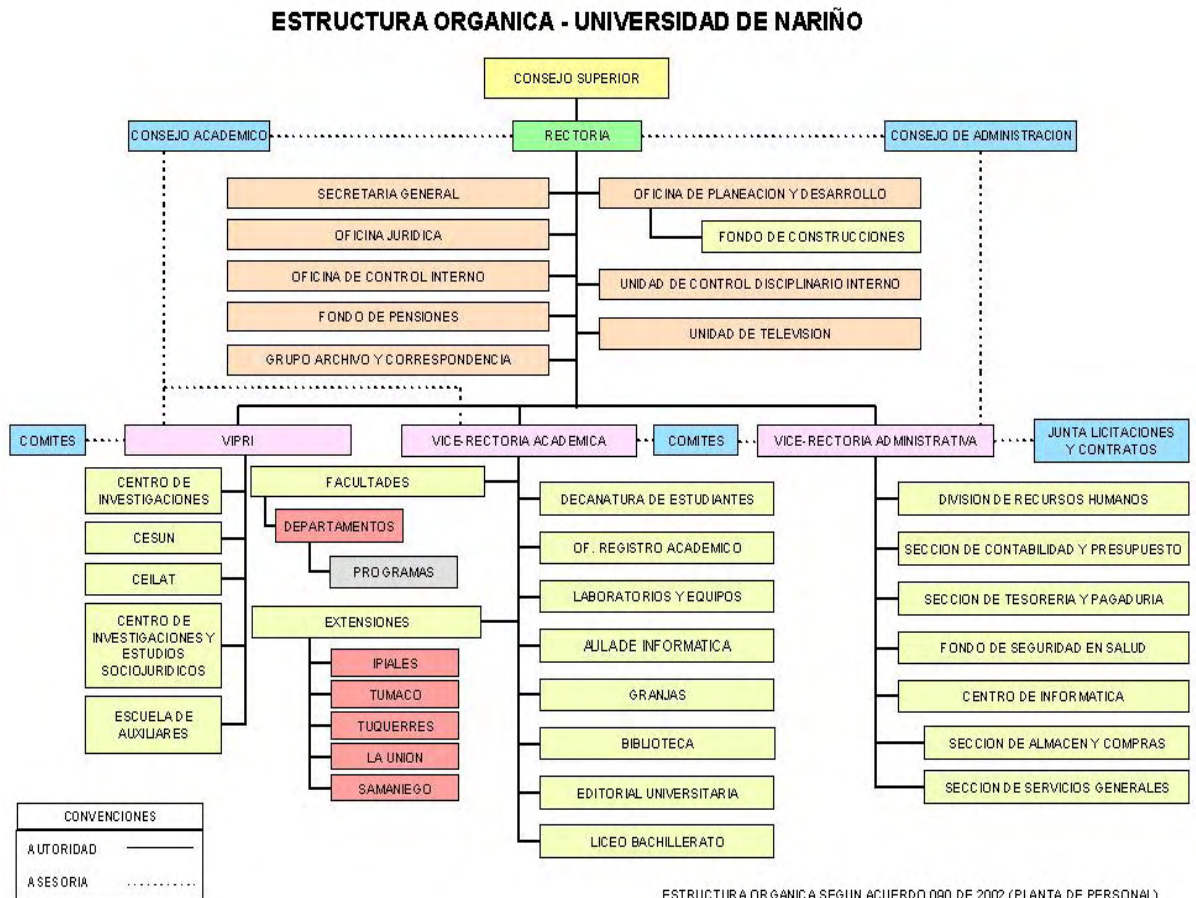 ESTRUCTURA ORGANICA - UNIVERSIDAD DE NARIÑO
CONSEJO SUPERIOR
CONSEJO ACADEMICO
RECTORIA
CONSEJO DE ADMINISTRACION
SECRETARIA GENERAL
OFICINA DE PLANEACION Y DESARROLLO
OFICINA JURIDICA
FONDO DE CONSTRUCCIONES
OFICINA DE CONTROL INTERNO
UNIDAD DE CONTROL DISCIPLINARIO INTERNO
FONDO DE PENSIONES
UNIDAD DE TELEVISION
GRUPO ARCHIVO Y CORRESPONDENCIA
COMITES
VIPRI
VICE-RECTORIA ACADEMICA
COMITES
VICE-RECTORIA ADMINISTRATIVA
JUNTA LICITACIONES
Y CONTRATOS
CENTRO DE
INVESTIGACIONES
CESUN
CEILAT
CENTRO DE
INVESTIGACIONES Y
ESTUDIOS
SOCIOJURIDICOS
ESCUELA DE
AUXILIARES
FACULTADES
DEPARTAMENTOS
PROGRAMAS
EXTENSIONES
IPIALES
TUMACO
TUQUERRES
LA UNION
SAMANIEGO
DECANATURA DE ESTUDIANTES
OF. REGISTRO ACADEMICO
LABORATORIOS Y EQUIPOS
AULA DE INFORMATICA
GRANJAS
BIBLIOTECA
EDITORIAL UNIVERSITARIA
LICEO BACHILLERATO
DIVISION DE RECURSOS HUMANOS
SECCION DE CONTABILIDAD Y PRESUPUESTO
SECCION DE TESORERIA Y PAGADURIA
FONDO DE SEGURIDAD EN SALUD
CENTRO DE INFORMATICA
SECCION DE ALMACEN Y COMPRAS
SECCION DE SERVICIOS GENERALES
CONVENCIONES
AUTORIDAD
ASESORIA
ESTRUCTURA ORGANICA SEGUN ACUERDO 090 DE 2002 (PLANTA DE PERSONAL)